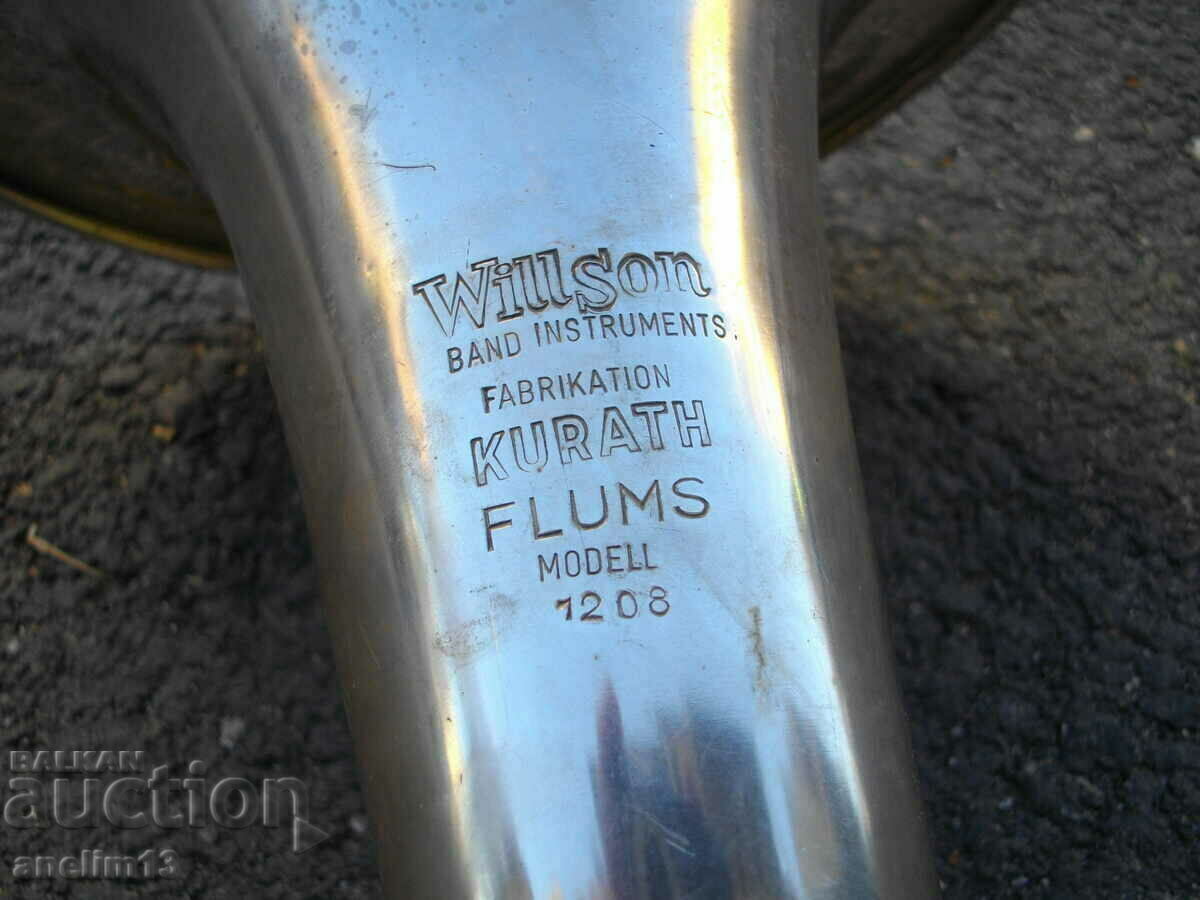 Willson
BAND INSTRUMENTS.
FABRIKATION
KURATH
FLUMS
MODELL
1208
BALKAN
auction
anelim13